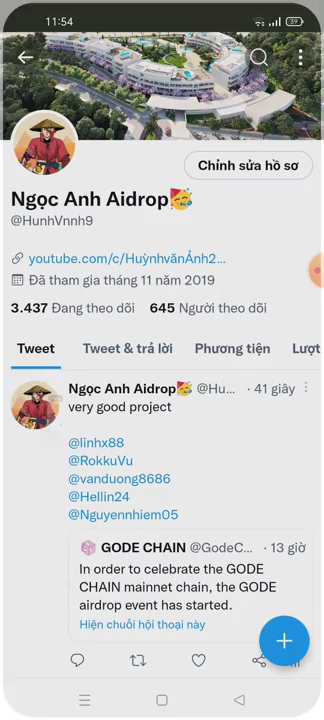 11:54
59
Chỉnh sửa hồ sơ
Ngọc Anh Aidrop🥳
@HunhVnnh9
youtube.com/c/HuỳnhvănẢnh2...
Đã tham gia tháng 11 năm 2019
3.437 Đang theo dõi 645 Người theo dõi
Tweet Tweet & trả lời Phương tiện Lượt
Ngọc Anh Aidrop🥳 @Hu... · 41 giây
very good project
@linhx88
@RokkuVu
@vanduong8686
@Hellin24
@Nguyennhiem05
GODE CHAIN @GodeC... · 13 giờ
In order to celebrate the GODE
CHAIN mainnet chain, the GODE
airdrop event has started.
Hiện chuỗi hội thoại này